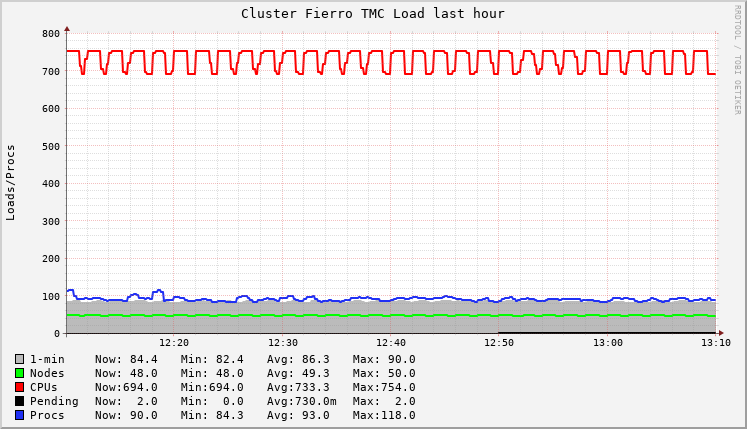 Cluster Fierro TMC Load last hour
RRDTOOL / TOBI OETIKER
Loads/Procs
800
700
600
500
400
300
200
100
0
12:20 12:30 12:40 12:50 13:00 13:10
1-min Now: 84.4 Min: 82.4 Avg: 86.3 Max: 90.0
Nodes Now: 48.0 Min: 48.0 Avg: 49.3 Max: 50.0
CPUs Now:694.0 Min:694.0 Avg:733.3 Max:754.0
Pending Now: 2.0 Min: 0.0 Avg:730.0m Max: 2.0
Procs Now: 90.0 Min: 84.3 Avg: 93.0 Max:118.0